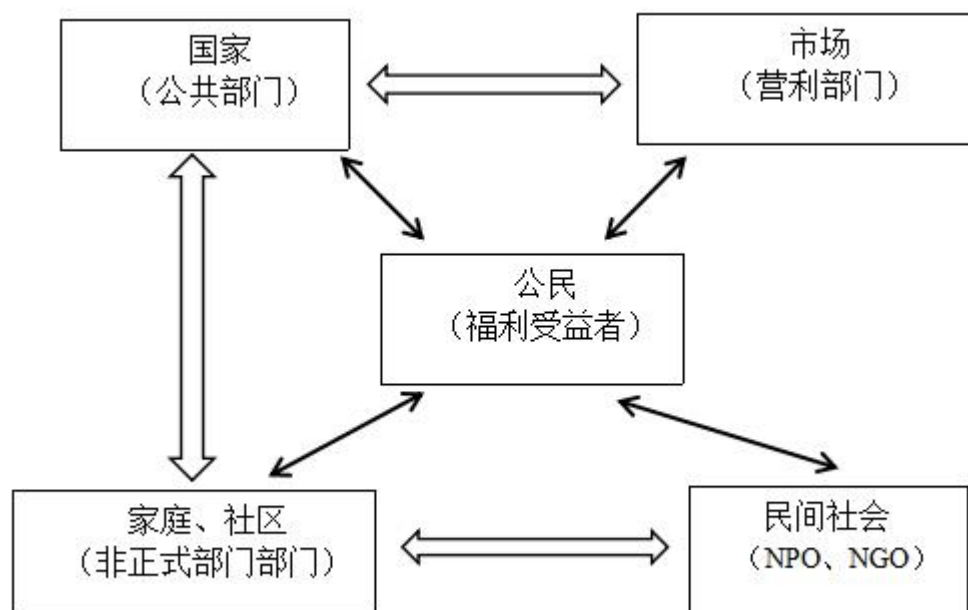 国家
（公共部门）
市场
（营利部门）
公民
（福利受益者）
家庭、社区
（非正式部门部门）
民间社会
（NPO、NGO）